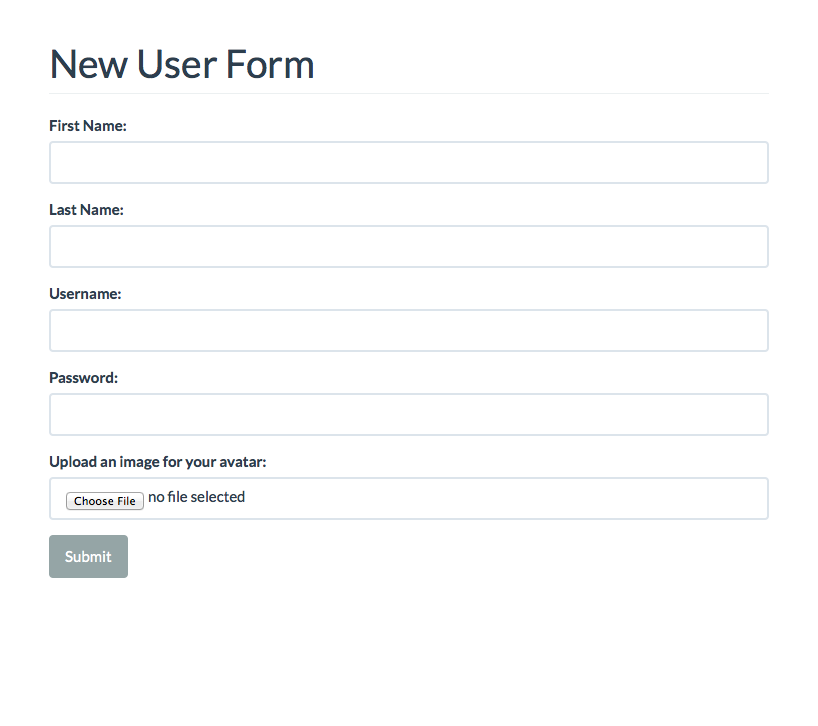 New User Form
First Name:
Last Name:
Username:
Password:
Upload an image for your avatar:
Choose File no file selected
Submit